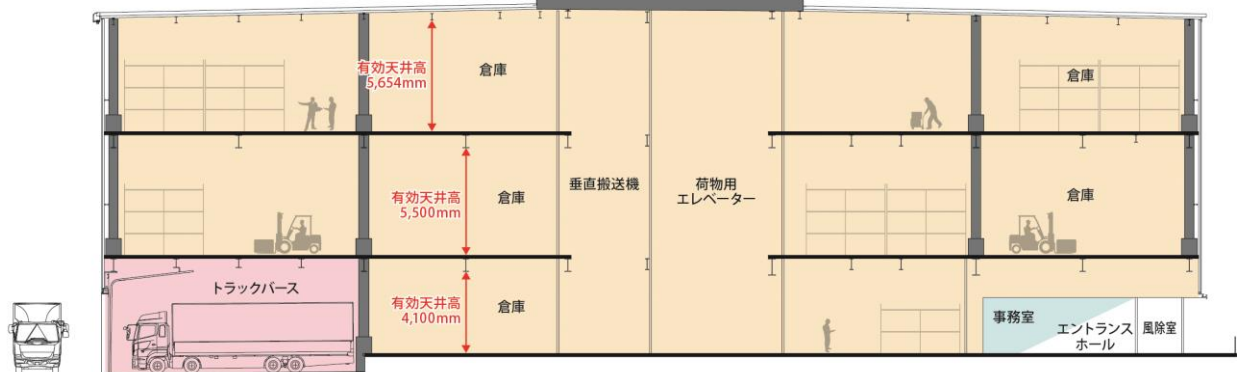 有効天井高
5,654mm
倉庫
倉庫
有効天井高
5,500mm
倉庫
垂直搬送機
荷物用
エレベーター
倉庫
トラックバース
有効天井高
4,100mm
倉庫
事務室
エントランス
ホール
風除室